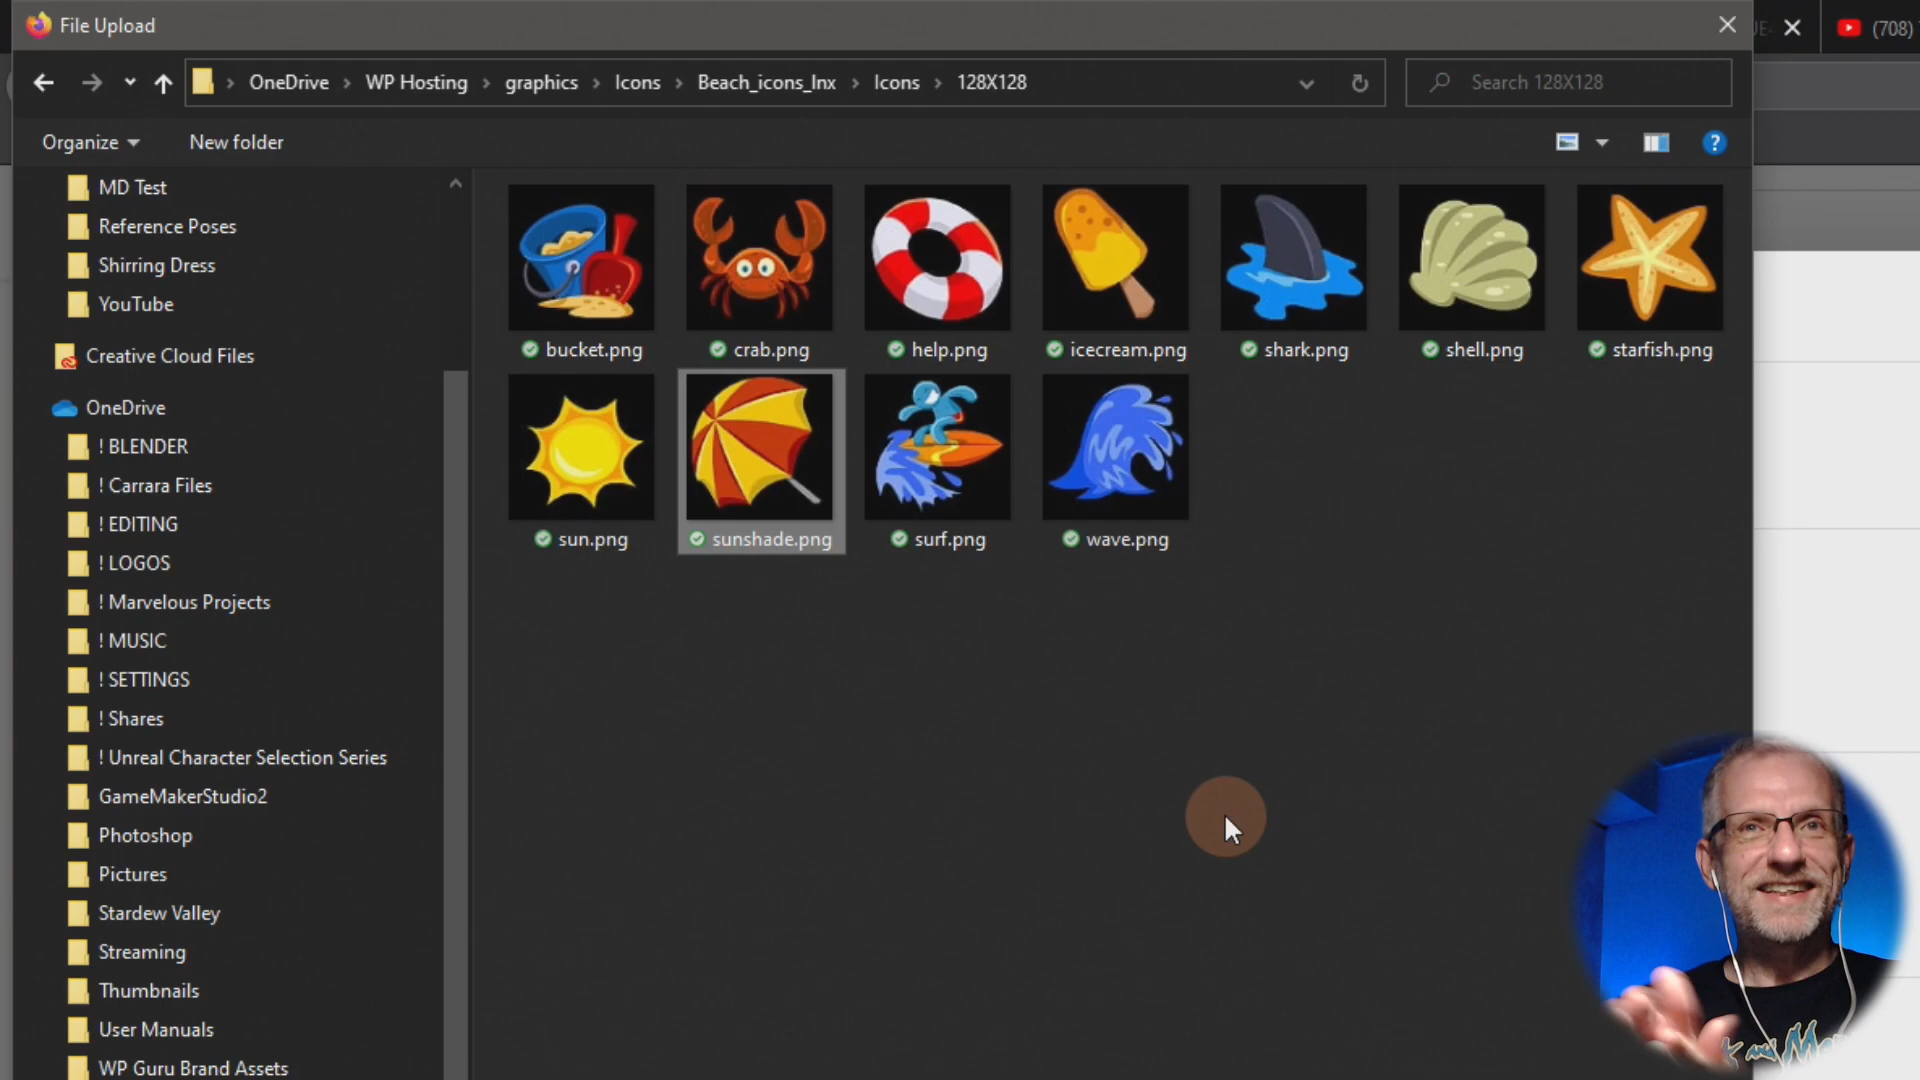 File Upload
(708)
OneDrive > WP Hosting > graphics > Icons > Beach_icons_lnx > Icons > 128X128
Search 128X128
Organize
New folder
MD Test
Reference Poses
Shirring Dress
YouTube
Creative Cloud Files
OneDrive
! BLENDER
! Carrara Files
! EDITING
! LOGOS
! Marvelous Projects
! MUSIC
! SETTINGS
! Shares
! Unreal Character Selection Series
GameMakerStudio2
Photoshop
Pictures
Stardew Valley
Streaming
Thumbnails
User Manuals
WP Guru Brand Assets
bucket.png
crab.png
help.png
icecream.png
shark.png
shell.png
starfish.png
sun.png
sunshade.png
surf.png
wave.png